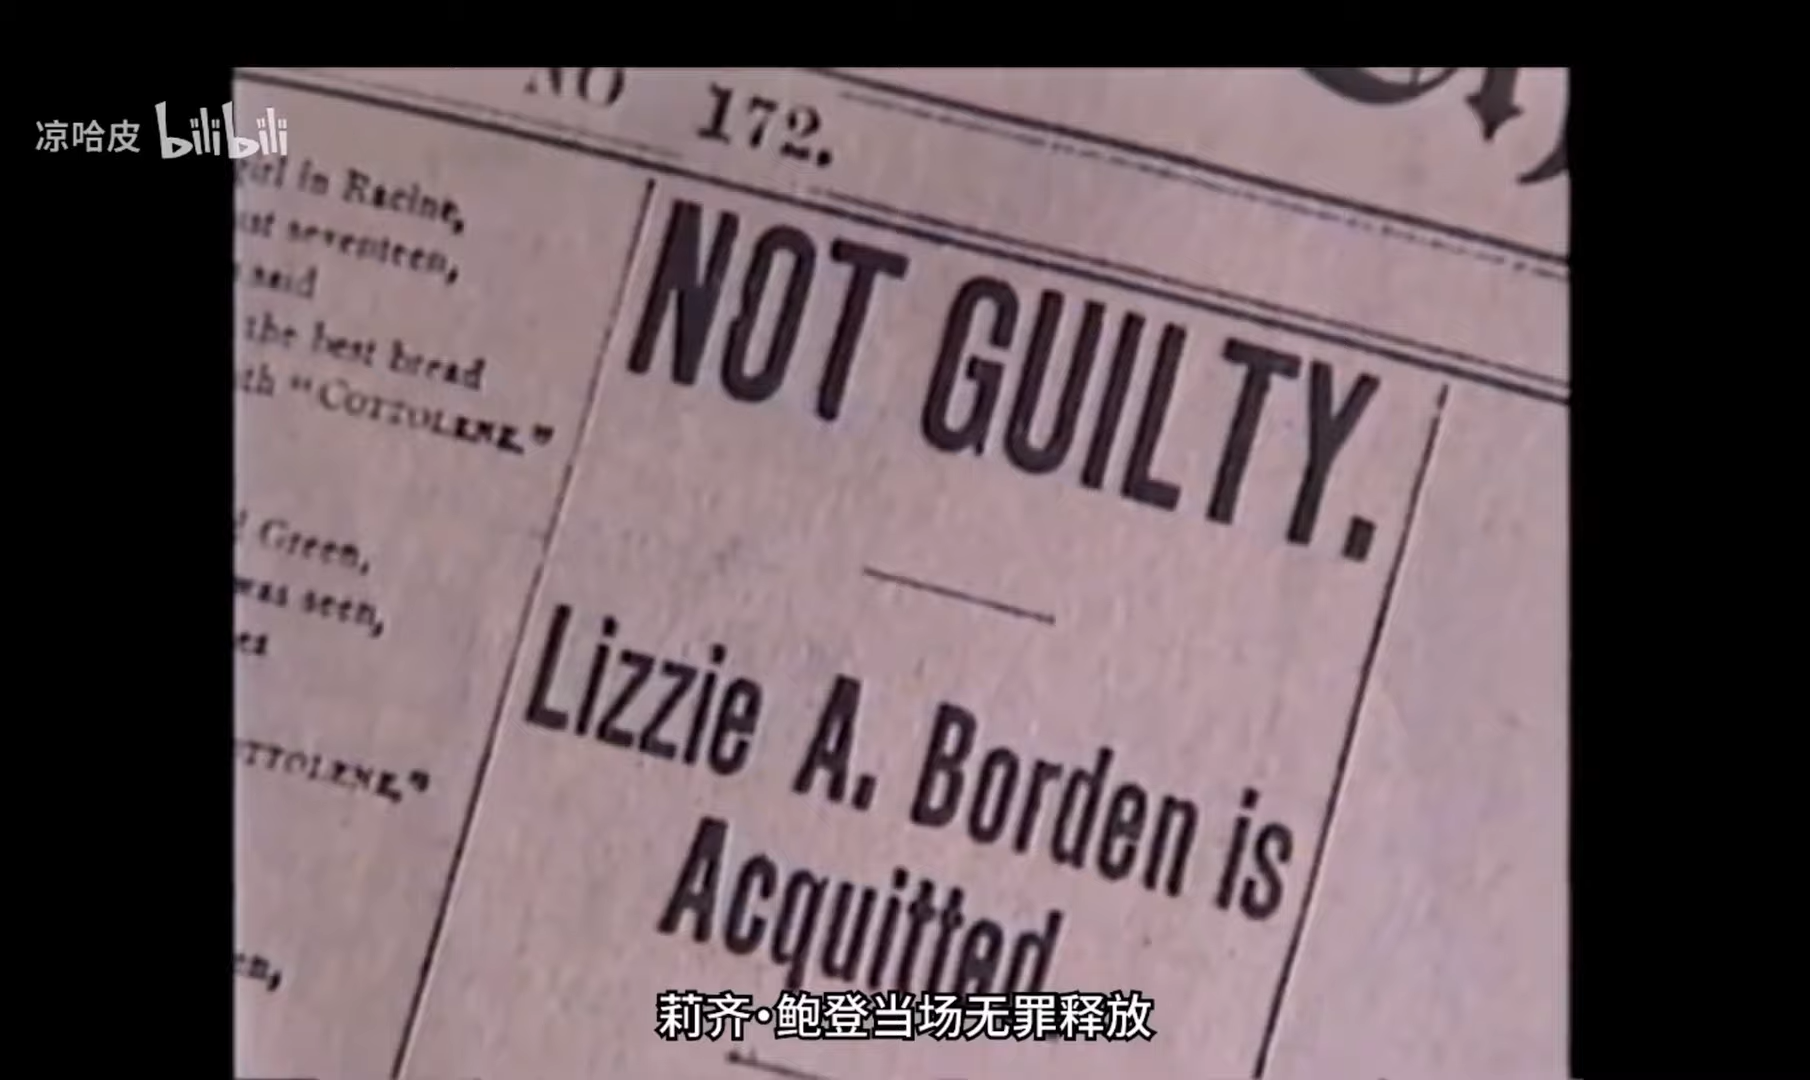 凉哈皮 bilibili
NO 172.
girl in Racine,
seventeen,
said
the best bread
"COTTOLENE."
Green,
was seen,
NOT GUILTY.
Lizzie A. Borden is
Acquitted
莉齐·鲍登当场无罪释放